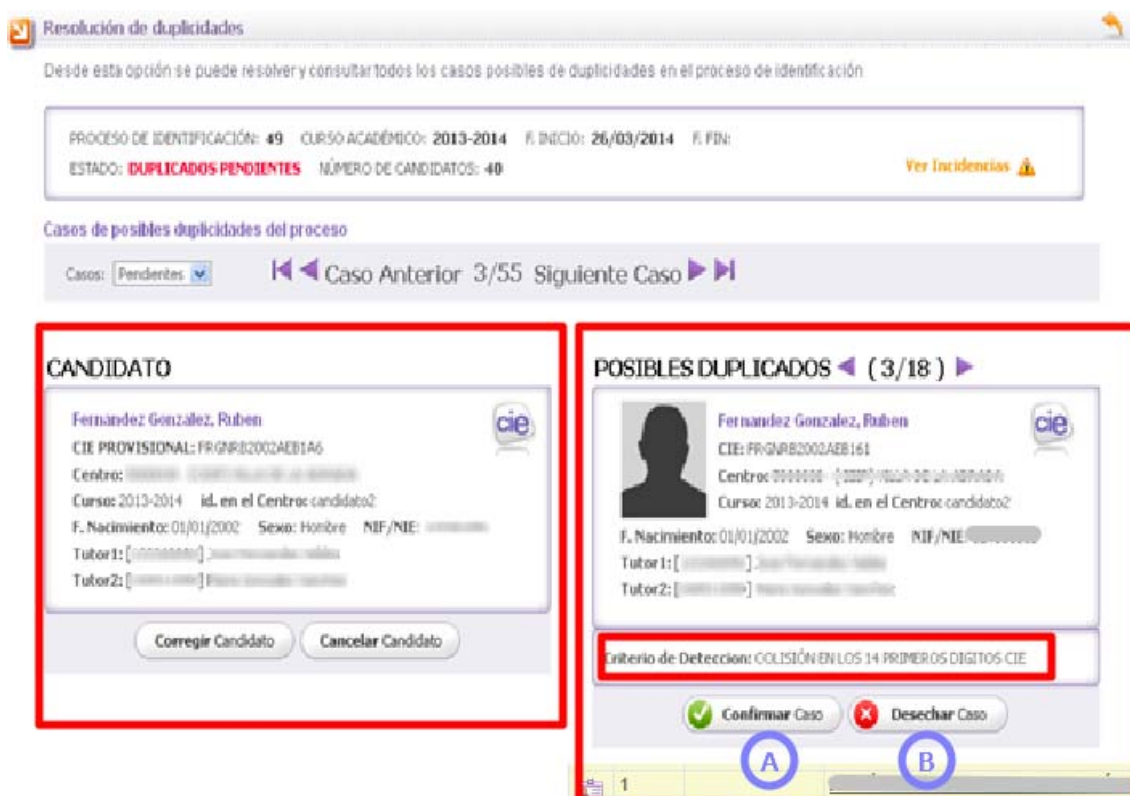 Resolución de duplicidades
Desde esta opción se puede resolver y consultar todos los casos posibles de duplicidades en el proceso de identificación.
PROCESO DE IDENTIFICACIÓN: 49 CURSO ACADÉMICO: 2013-2014 F. INICIO: 26/03/2014 F. FIN:
ESTADO: DUPLICADOS PENDIENTES NÚMERO DE CANDIDATOS: 40 Ver Incidencias
Casos de posibles duplicidades del proceso
Casos: Pendientes Caso Anterior 3/55 Siguiente Caso
CANDIDATO
Fernandez Gonzalez, Ruben
cie
CIE PROVISIONAL: FRGNRB2002AEB1A6
Centro:
Curso: 2013-2014 id. en el Centro: candidato2
F. Nacimiento: 01/01/2002 Sexo: Hombre NIF/NIE:
Tutor1: [ ]
Tutor2: [ ]
Corregir Candidato Cancelar Candidato
POSIBLES DUPLICADOS ( 3/18 )
Fernandez Gonzalez, Ruben
cie
CIE: FRGNRB2002AEB161
Centro:
Curso: 2013-2014 id. en el Centro: candidato2
F. Nacimiento: 01/01/2002 Sexo: Hombre NIF/NIE:
Tutor1: [ ]
Tutor2: [ ]
Criterio de Deteccion: COLISIÓN EN LOS 14 PRIMEROS DIGITOS CIE
Confirmar Caso Desechar Caso
A B
1